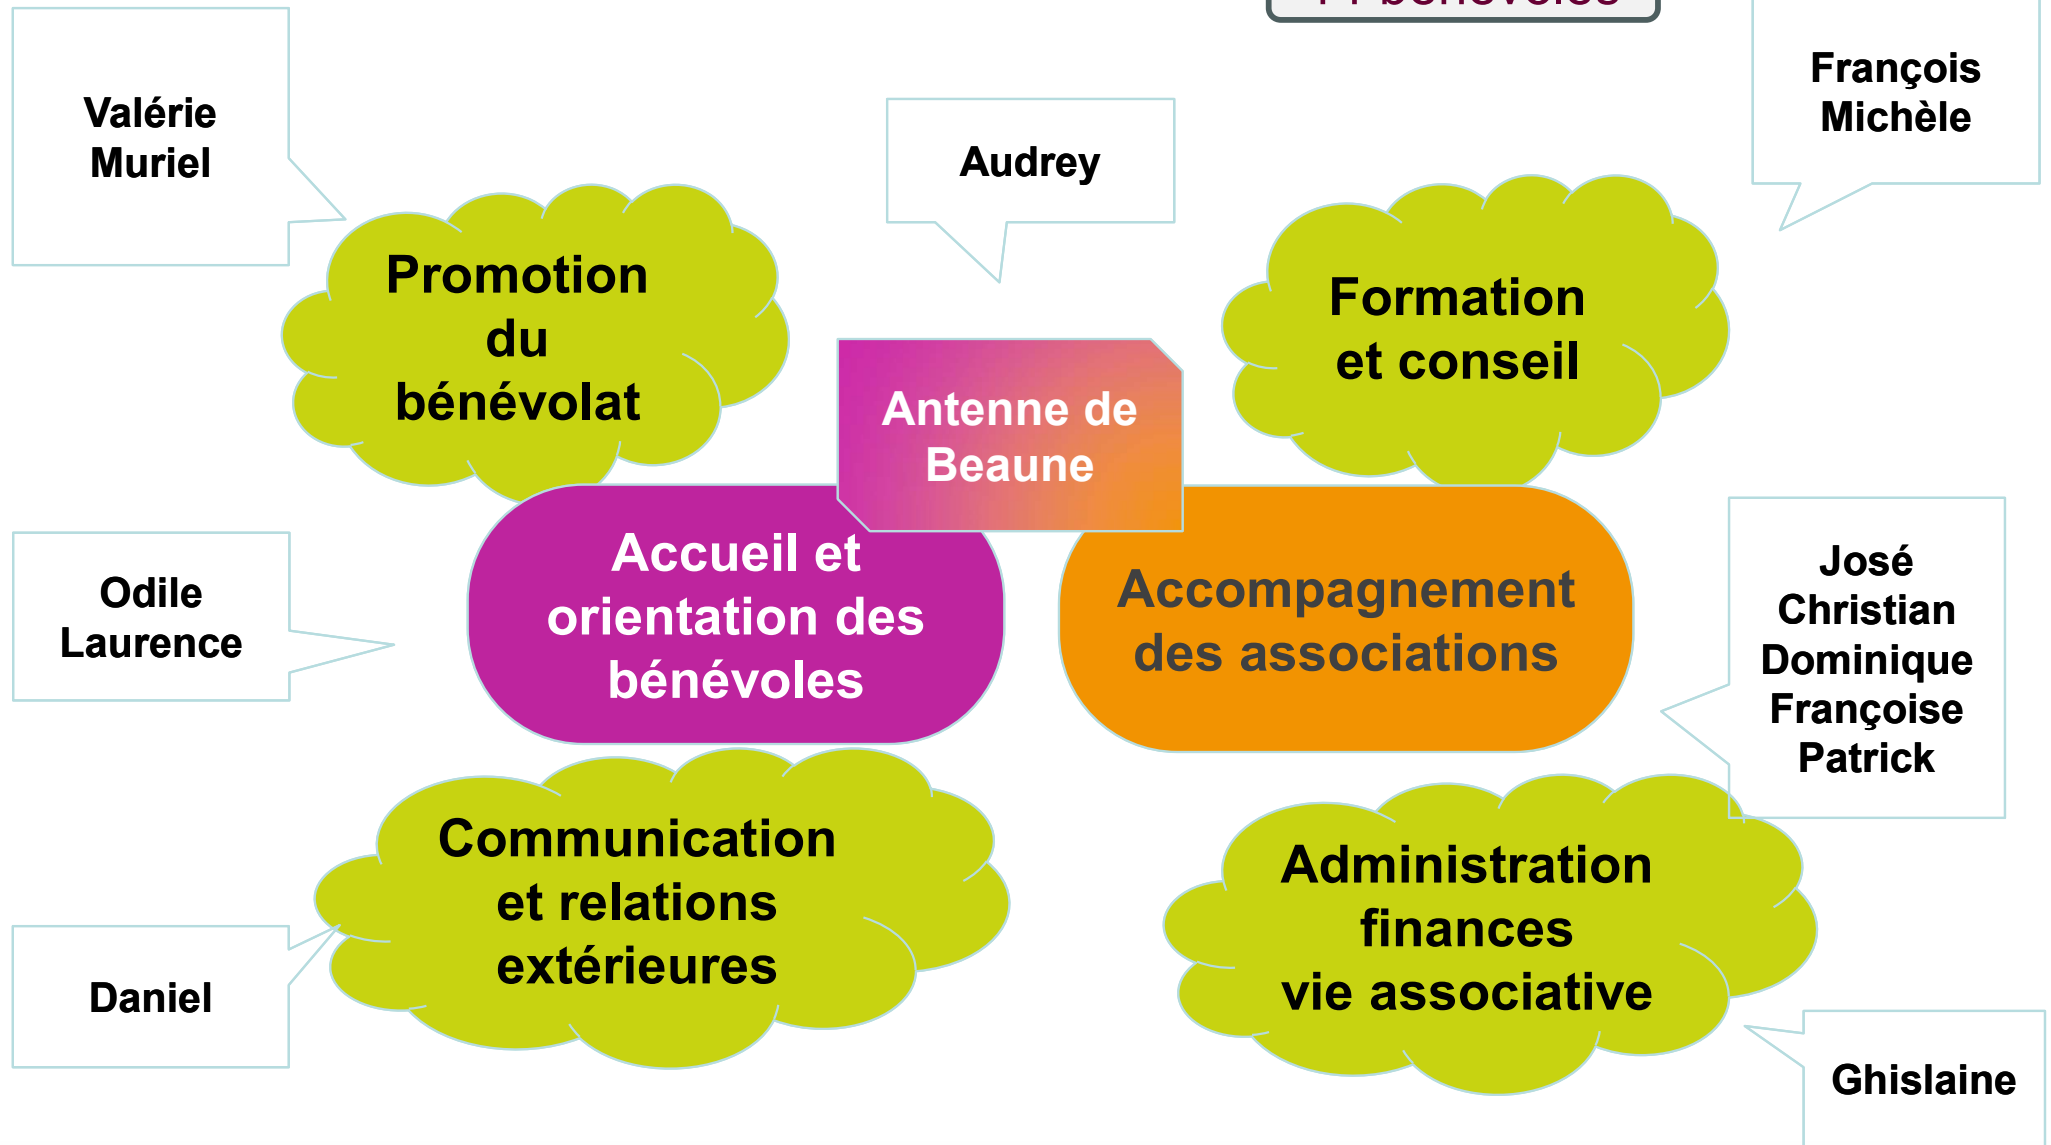 bénévoles
François
Michèle
Valérie
Muriel
Audrey
Promotion
du
bénévolat
Formation
et conseil
Antenne de
Beaune
Accueil et
orientation des
bénévoles
Accompagnement
des associations
Odile
Laurence
José
Christian
Dominique
Françoise
Patrick
Communication
et relations
extérieures
Administration
finances
vie associative
Daniel
Ghislaine